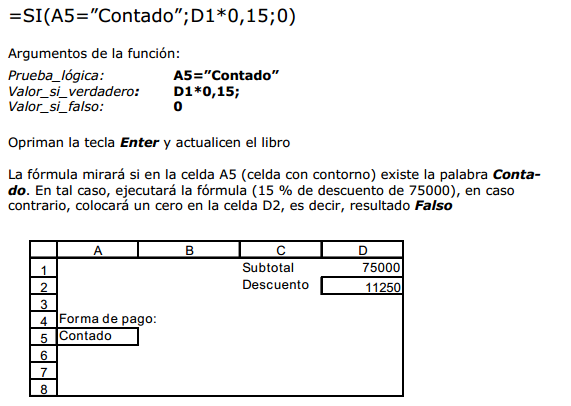 =SI(A5=”Contado”;D1*0,15;0)
Argumentos de la función:
Prueba_lógica: A5=”Contado”
Valor_si_verdadero: D1*0,15;
Valor_si_falso: 0
Opriman la tecla Enter y actualicen el libro
La fórmula mirará si en la celda A5 (celda con contorno) existe la palabra Conta-
do. En tal caso, ejecutará la fórmula (15 % de descuento de 75000), en caso
contrario, colocará un cero en la celda D2, es decir, resultado Falso
A B C D
1 Subtotal 75000
2 Descuento 11250
3
4 Forma de pago:
5 Contado
6
7
8